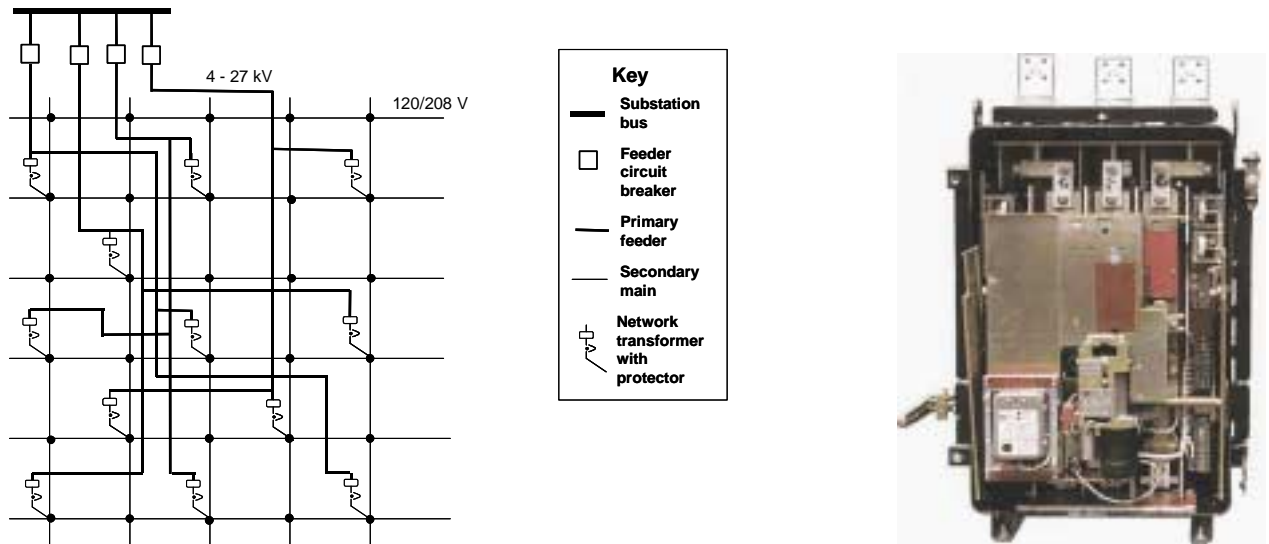 4 - 27 kV
120/208 V
Key
Substation
bus
Feeder
circuit
breaker
Primary
feeder
Secondary
main
Network
transformer
with
protector